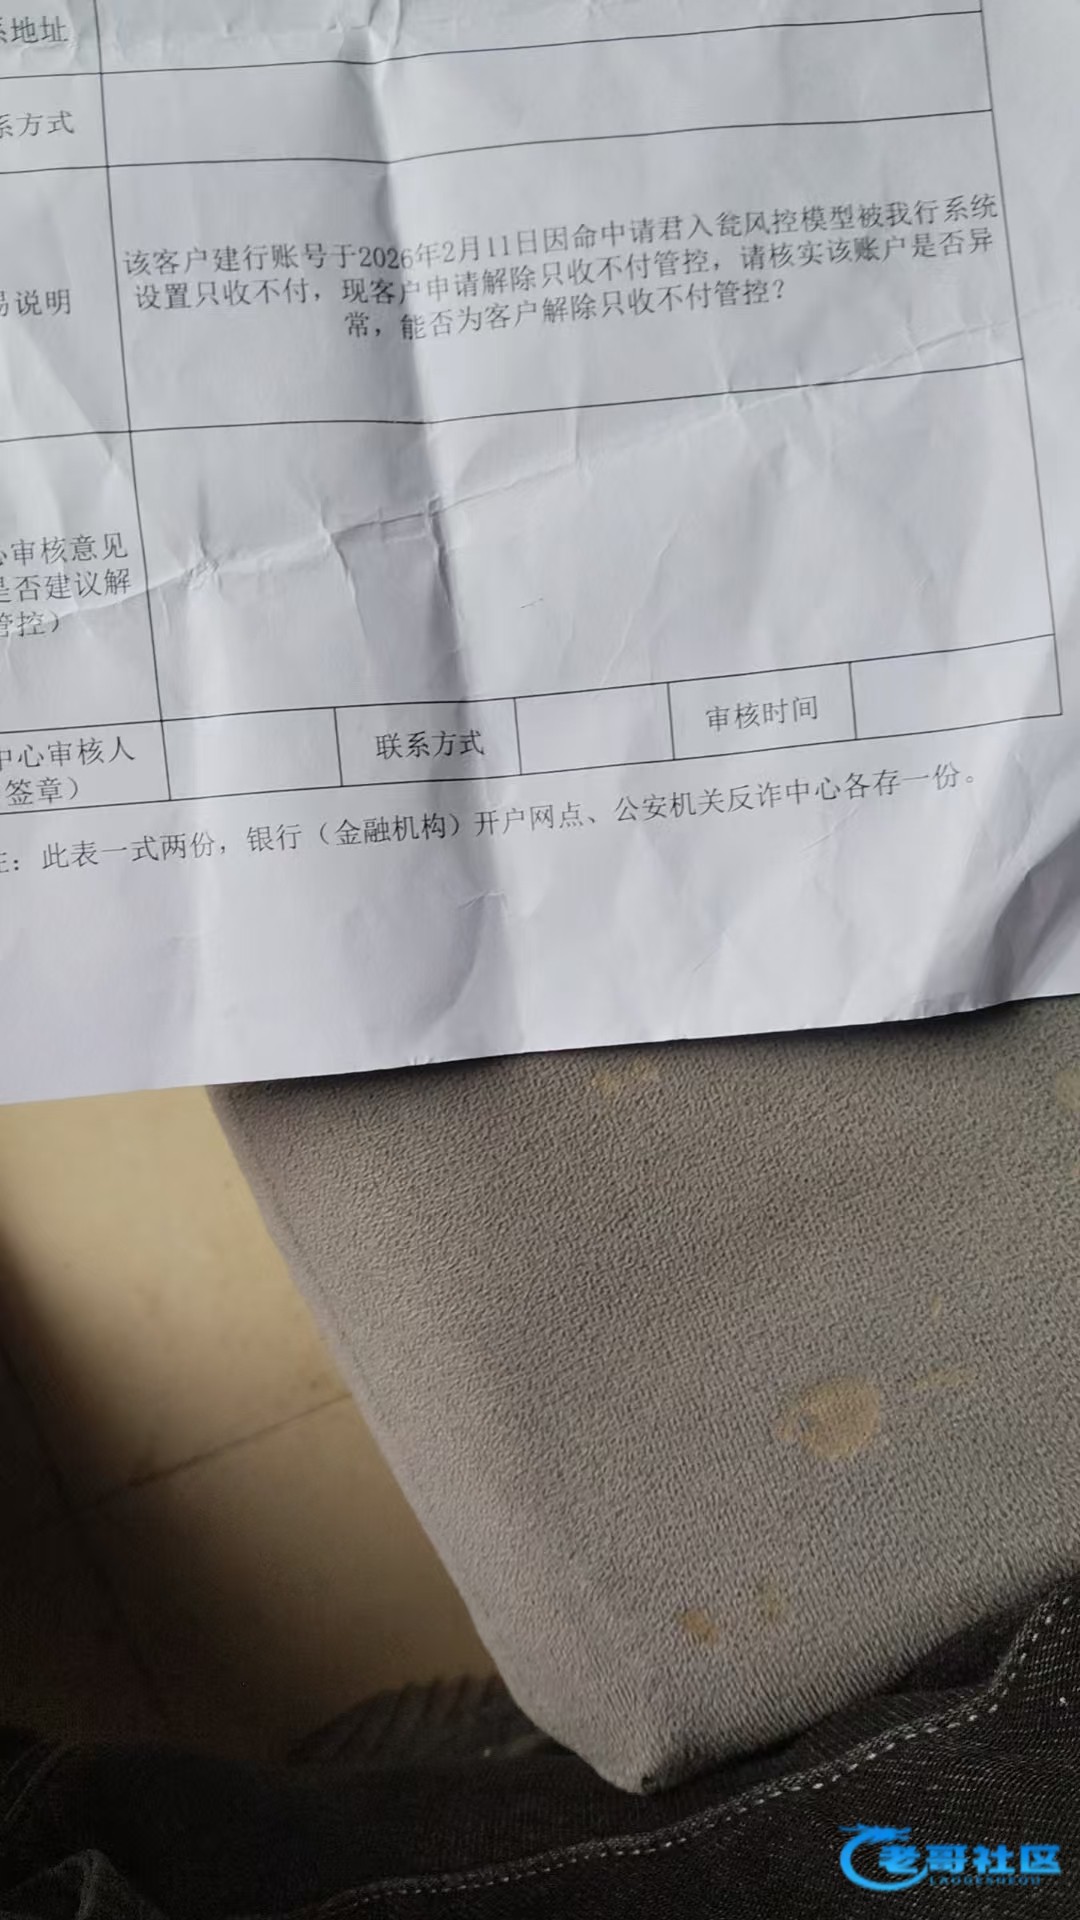 系地址
系方式
该客户建行账号于2026年2月11日因命中请君入瓮风控模型被我行系统
易说明
设置只收不付，现客户申请解除只收不付管控，请核实该账户是否异
常，能否为客户解除只收不付管控？
心审核意见
是否建议解
管控）
中心审核人
签章）
联系方式
审核时间
注：此表一式两份，银行（金融机构）开户网点、公安机关反诈中心各存一份。
老哥社区
LAOGESHEQU